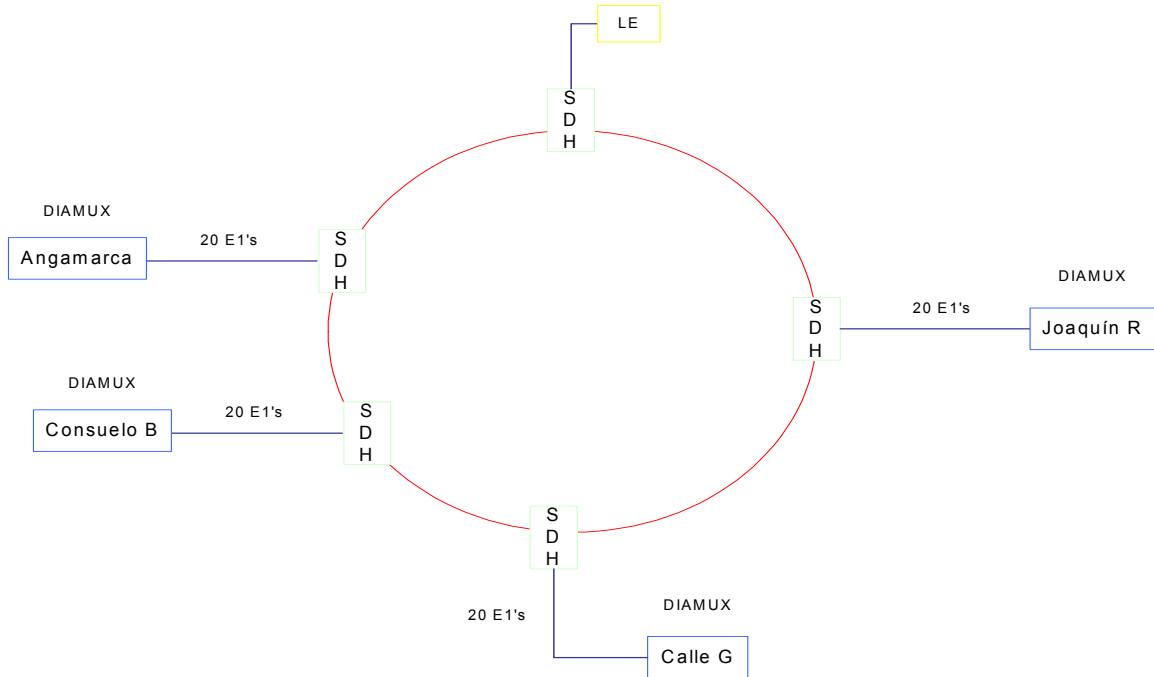 LE
S
D
H
DIAMUX
Angamarca
20 E1's
S
D
H
S
D
H
20 E1's
DIAMUX
Joaquín R
DIAMUX
Consuelo B
20 E1's
S
D
H
S
D
H
20 E1's
DIAMUX
Calle G